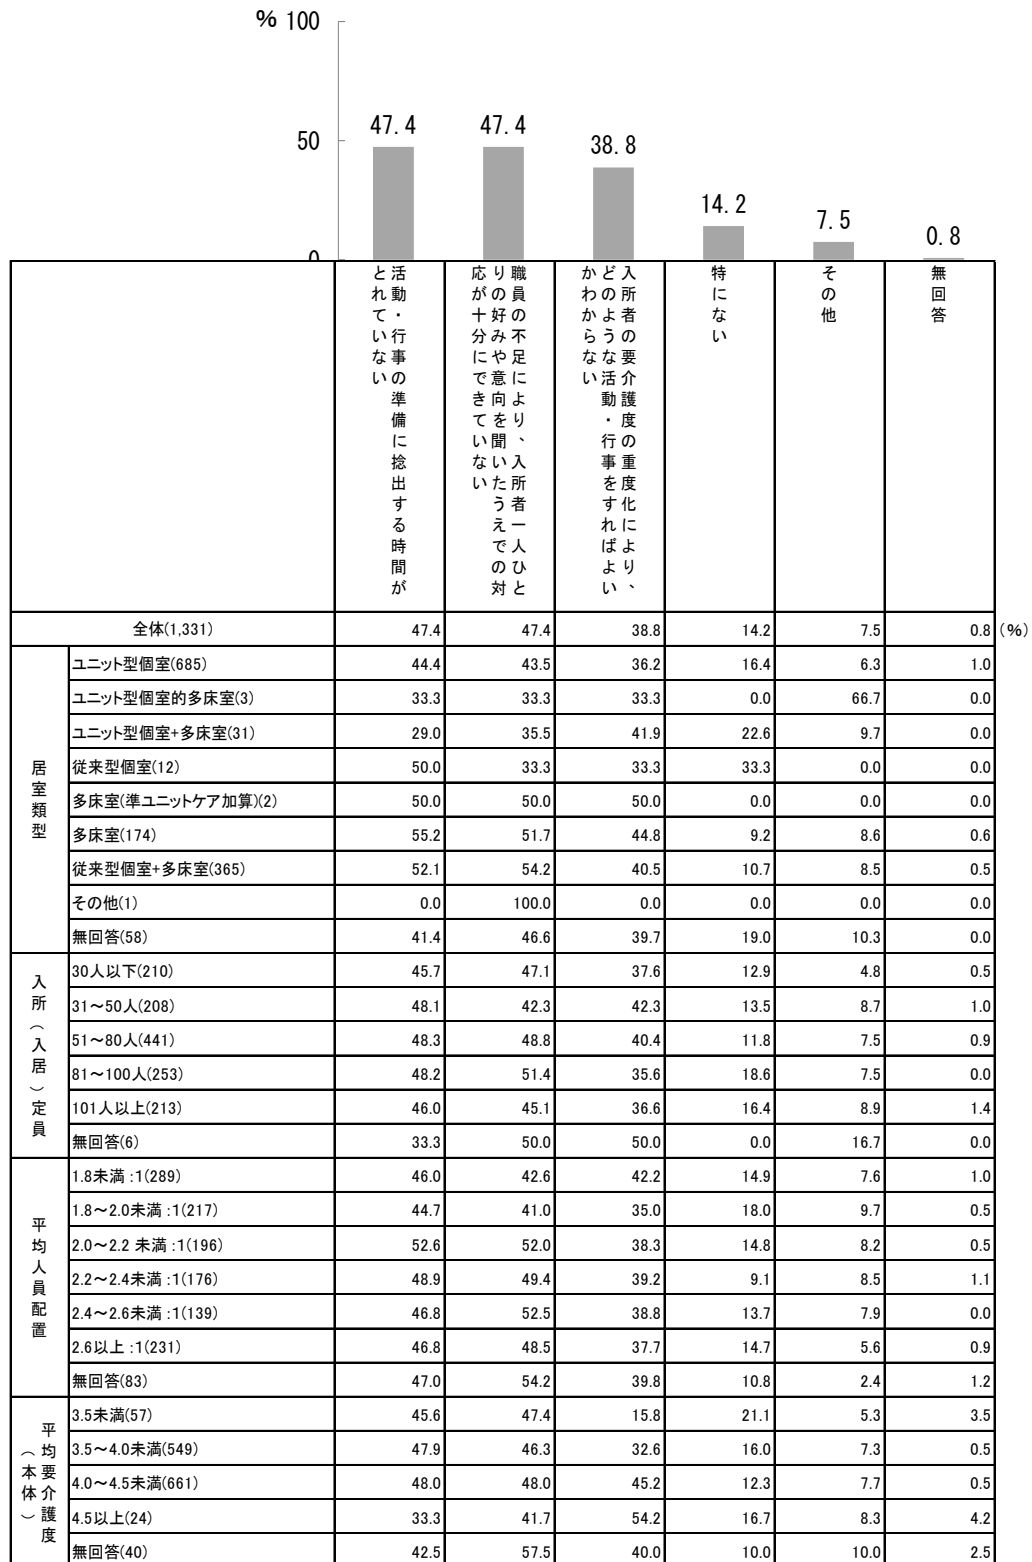 % 100
50
0
47.4
47.4
38.8
14.2
7.5
0.8
活動・行事の準備に捻出する時間が
とれていない
職員の不足により、入所者一人ひと
りの好みや意向を聞いたうえでの対
応が十分にできていない
入所者の要介護度の重度化により、
どのような活動・行事をすればよい
かわからない
特にない
その他
無回答
全体(1,331) 47.4 47.4 38.8 14.2 7.5 0.8 (%)
居室類型
ユニット型個室(685) 44.4 43.5 36.2 16.4 6.3 1.0
ユニット型個室的多床室(3) 33.3 33.3 33.3 0.0 66.7 0.0
ユニット型個室+多床室(31) 29.0 35.5 41.9 22.6 9.7 0.0
従来型個室(12) 50.0 33.3 33.3 33.3 0.0 0.0
多床室(準ユニットケア加算)(2) 50.0 50.0 50.0 0.0 0.0 0.0
多床室(174) 55.2 51.7 44.8 9.2 8.6 0.6
従来型個室+多床室(365) 52.1 54.2 40.5 10.7 8.5 0.5
その他(1) 0.0 100.0 0.0 0.0 0.0 0.0
無回答(58) 41.4 46.6 39.7 19.0 10.3 0.0
入所(入居)定員
30人以下(210) 45.7 47.1 37.6 12.9 4.8 0.5
31～50人(208) 48.1 42.3 42.3 13.5 8.7 1.0
51～80人(441) 48.3 48.8 40.4 11.8 7.5 0.9
81～100人(253) 48.2 51.4 35.6 18.6 7.5 0.0
101人以上(213) 46.0 45.1 36.6 16.4 8.9 1.4
無回答(6) 33.3 50.0 50.0 0.0 16.7 0.0
平均人員配置
1.8未満 :1(289) 46.0 42.6 42.2 14.9 7.6 1.0
1.8～2.0未満 :1(217) 44.7 41.0 35.0 18.0 9.7 0.5
2.0～2.2 未満 :1(196) 52.6 52.0 38.3 14.8 8.2 0.5
2.2～2.4未満 :1(176) 48.9 49.4 39.2 9.1 8.5 1.1
2.4～2.6未満 :1(139) 46.8 52.5 38.8 13.7 7.9 0.0
2.6以上 :1(231) 46.8 48.5 37.7 14.7 5.6 0.9
無回答(83) 47.0 54.2 39.8 10.8 2.4 1.2
平均要介護度
(本体)
3.5未満(57) 45.6 47.4 15.8 21.1 5.3 3.5
3.5～4.0未満(549) 47.9 46.3 32.6 16.0 7.3 0.5
4.0～4.5未満(661) 48.0 48.0 45.2 12.3 7.7 0.5
4.5以上(24) 33.3 41.7 54.2 16.7 8.3 4.2
無回答(40) 42.5 57.5 40.0 10.0 10.0 2.5